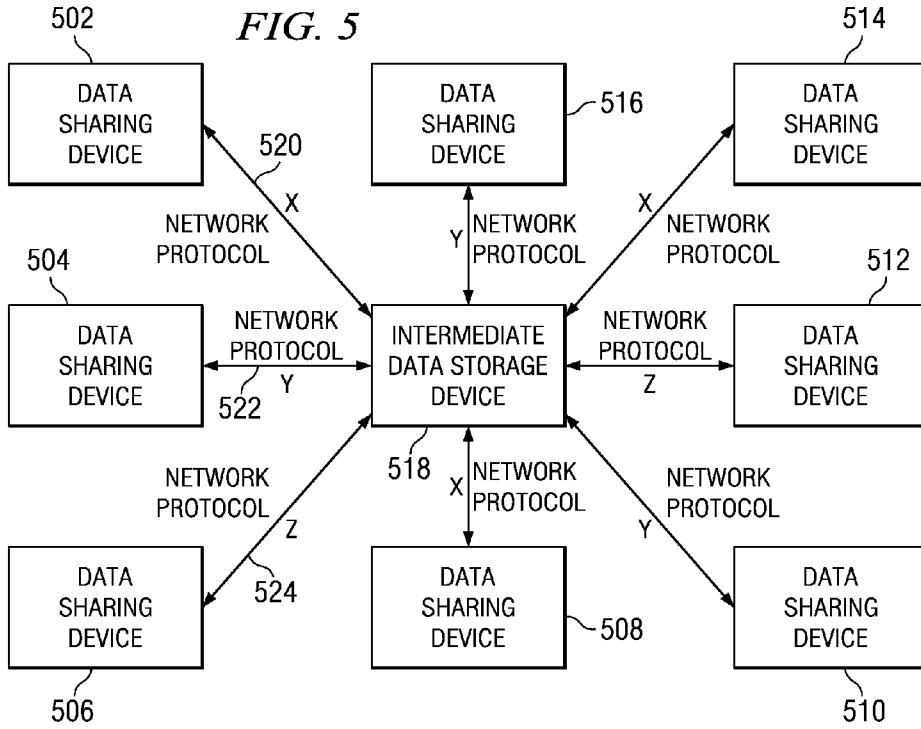 FIG. 5
502
DATA
SHARING
DEVICE
516
DATA
SHARING
DEVICE
514
DATA
SHARING
DEVICE
520
X
NETWORK
PROTOCOL
Y
NETWORK
PROTOCOL
X
NETWORK
PROTOCOL
504
DATA
SHARING
DEVICE
NETWORK
PROTOCOL
Y
522
INTERMEDIATE
DATA STORAGE
DEVICE
518
NETWORK
PROTOCOL
Z
512
DATA
SHARING
DEVICE
NETWORK
PROTOCOL
Z
524
X
NETWORK
PROTOCOL
NETWORK
PROTOCOL
Y
DATA
SHARING
DEVICE
506
DATA
SHARING
DEVICE
508
DATA
SHARING
DEVICE
510